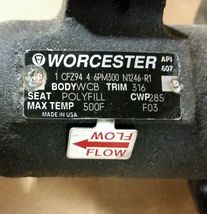 WORCESTER API 607
1 CFZ94 4 6PM300 N1246-R1
BODY WCB TRIM 316
SEAT POLYFILL CWP 285
MAX TEMP 500F. F03
MADE IN USA
FLOW
FLOW